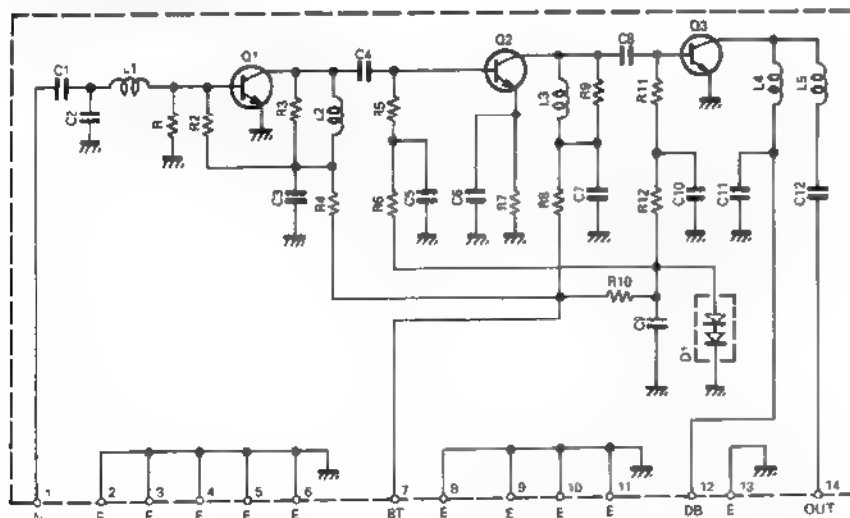 Q1
Q2
Q3
C1
L1
C4
C8
C2
R
R2
R3
L2
R5
L3
R9
R11
L4
L5
C3
R4
R6
C5
C6
R7
R8
C7
R12
C10
C11
C12
R10
C9
D1
1
2
3
4
5
6
7
8
9
10
11
12
13
14
E
E
E
E
BT
E
E
E
E
DB
E
OUT